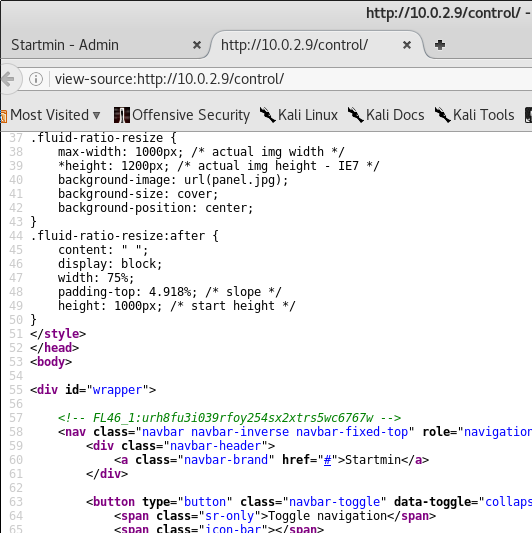 http://10.0.2.9/control/ -
Startmin - Admin × http://10.0.2.9/control/ ×
view-source:http://10.0.2.9/control/
Most Visited Offensive Security Kali Linux Kali Docs Kali Tools
37 .fluid-ratio-resize {
38     max-width: 1000px; /* actual img width */
39     *height: 1200px; /* actual img height - IE7 */
40     background-image: url(panel.jpg);
41     background-size: cover;
42     background-position: center;
43 }
44 .fluid-ratio-resize:after {
45     content: " ";
46     display: block;
47     width: 75%;
48     padding-top: 4.918%; /* slope */
49     height: 1000px; /* start height */
50 }
51 </style>
52 </head>
53 <body>
54
55 <div id="wrapper">
56
57     <!-- FL46_1:urh8fu3i039rfoy254sx2xtrs5wc6767w -->
58     <nav class="navbar navbar-inverse navbar-fixed-top" role="navigation
59         <div class="navbar-header">
60             <a class="navbar-brand" href="#">Startmin</a>
61         </div>
62
63         <button type="button" class="navbar-toggle" data-toggle="collaps
64             <span class="sr-only">Toggle navigation</span>
65             <span class="icon-bar"></span>